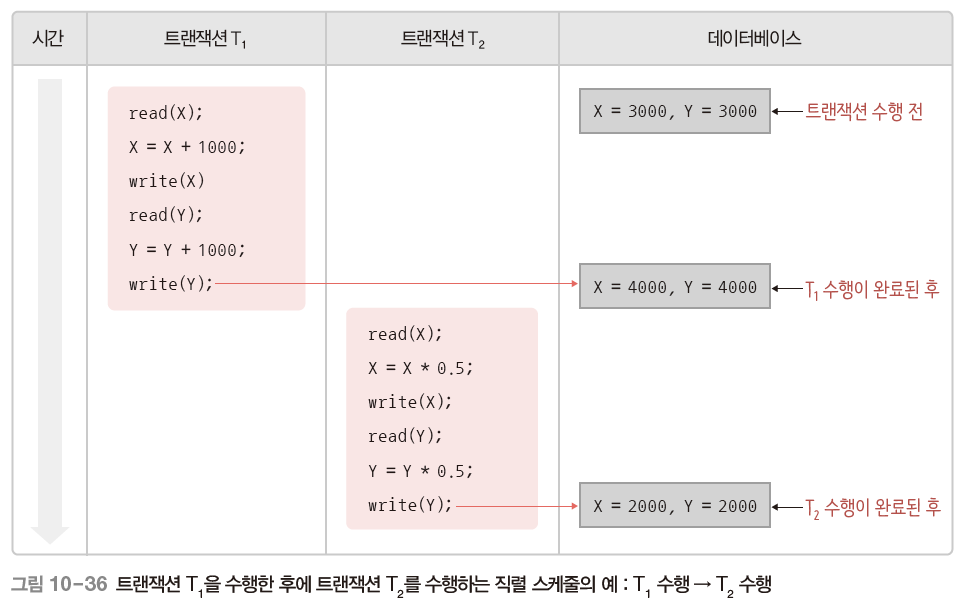 시간 트랜잭션 T₁ 트랜잭션 T₂ 데이터베이스
read(X);
X = X + 1000;
write(X)
read(Y);
Y = Y + 1000;
write(Y);
X = 3000, Y = 3000 트랜잭션 수행 전
X = 4000, Y = 4000 T₁ 수행이 완료된 후
read(X);
X = X * 0.5;
write(X);
read(Y);
Y = Y * 0.5;
write(Y);
X = 2000, Y = 2000 T₂ 수행이 완료된 후
그림 10-36 트랜잭션 T₁을 수행한 후에 트랜잭션 T₂를 수행하는 직렬 스케줄의 예 : T₁ 수행 → T₂ 수행